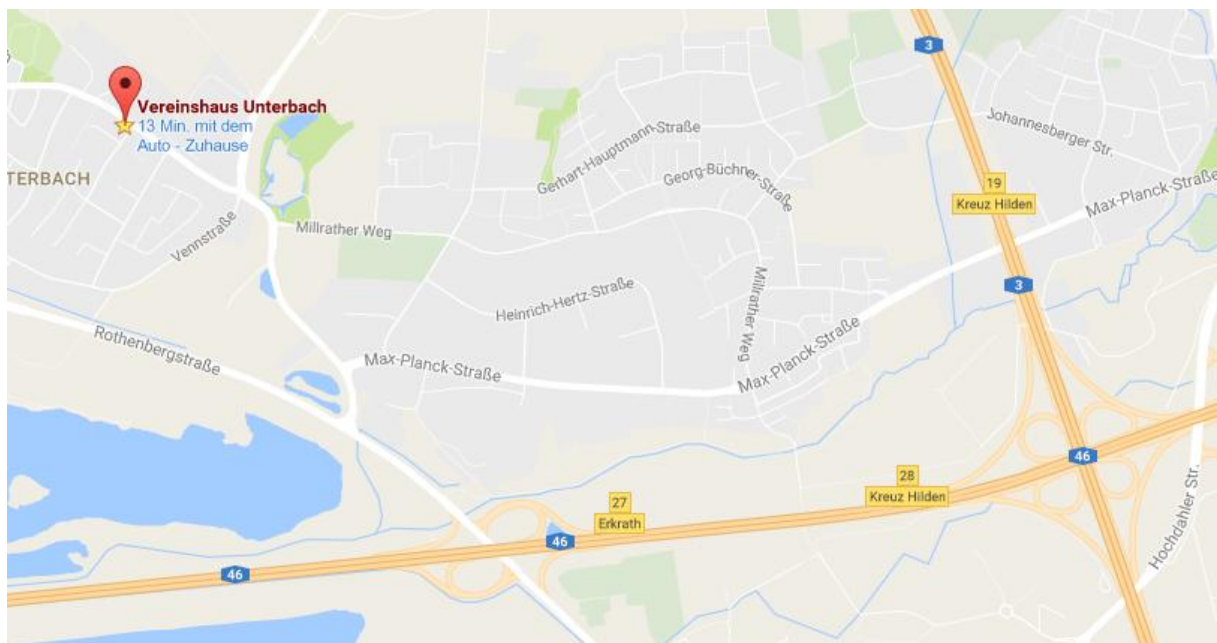 3
Vereinshaus Unterbach
13 Min. mit dem
Auto - Zuhause
Johannesberger Str.
Gerhart-Hauptmann-Straße
TERBACH
Georg-Büchner-Straße
19
Kreuz Hilden
Max-Planck-Straße
Vennstraße
Millrather Weg
3
Heinrich-Hertz-Straße
Millrather Weg
Rothenbergstraße
Max-Planck-Straße
Max-Planck-Straße
46
28
Kreuz Hilden
27
Erkrath
46
46
Hochdahler Str.